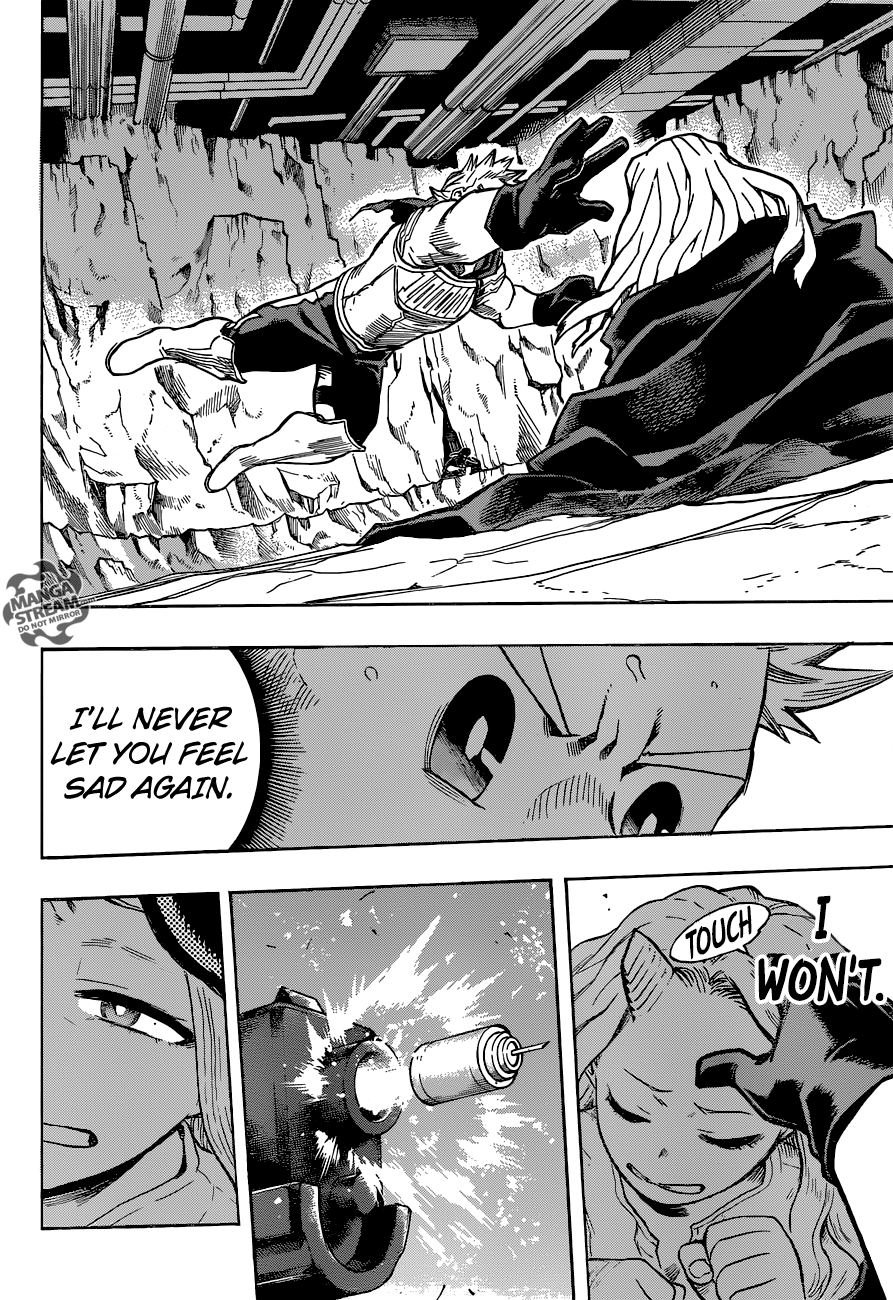 MANGA
STREAM
DO NOT MIRROR
I'LL NEVER
LET YOU FEEL
SAD AGAIN.
TOUCH
I
WON'T.